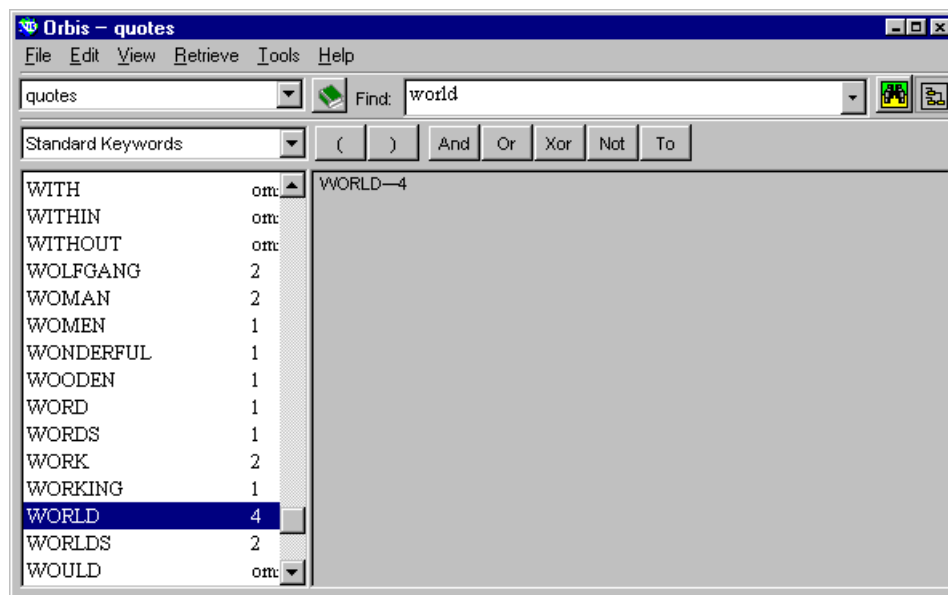 Orbis – quotes
File Edit View Retrieve Tools Help
quotes Find: world
Standard Keywords ( ) And Or Xor Not To
WITH om
WITHIN om
WITHOUT om
WOLFGANG 2
WOMAN 2
WOMEN 1
WONDERFUL 1
WOODEN 1
WORD 1
WORDS 1
WORK 2
WORKING 1
WORLD 4
WORLDS 2
WOULD om
WORLD—4